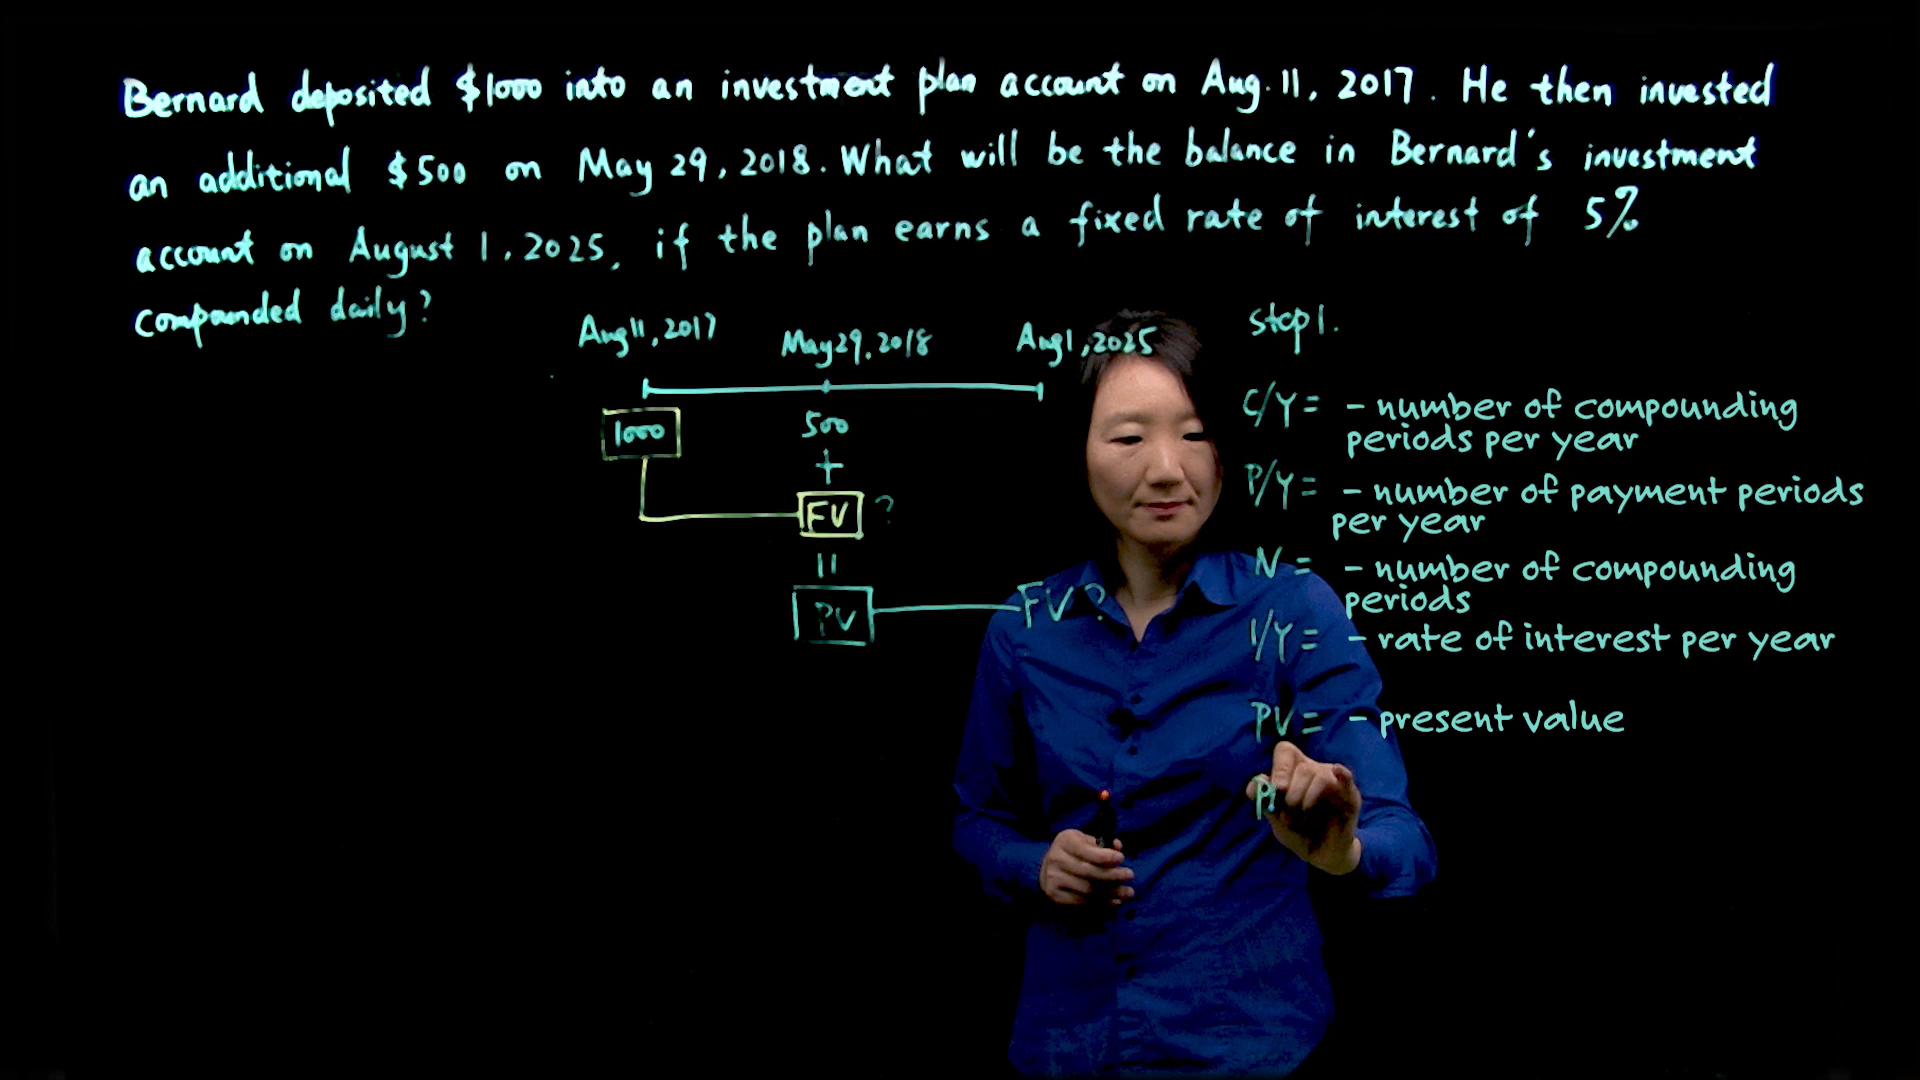 Bernard deposited $1000 into an investment plan account on Aug. 11, 2017. He then invested
an additional $500 on May 29, 2018. What will be the balance in Bernard's investment
account on August 1, 2025, if the plan earns a fixed rate of interest of 5%
compounded daily?
Aug 11, 2017
May 29, 2018
Aug 1, 2025
1000
500
+
FV ?
=
PV
FV ?
step 1.
C/Y = - number of compounding
periods per year
P/Y = - number of payment periods
per year
N = - number of compounding
periods
I/Y = - rate of interest per year
PV = - present value
P